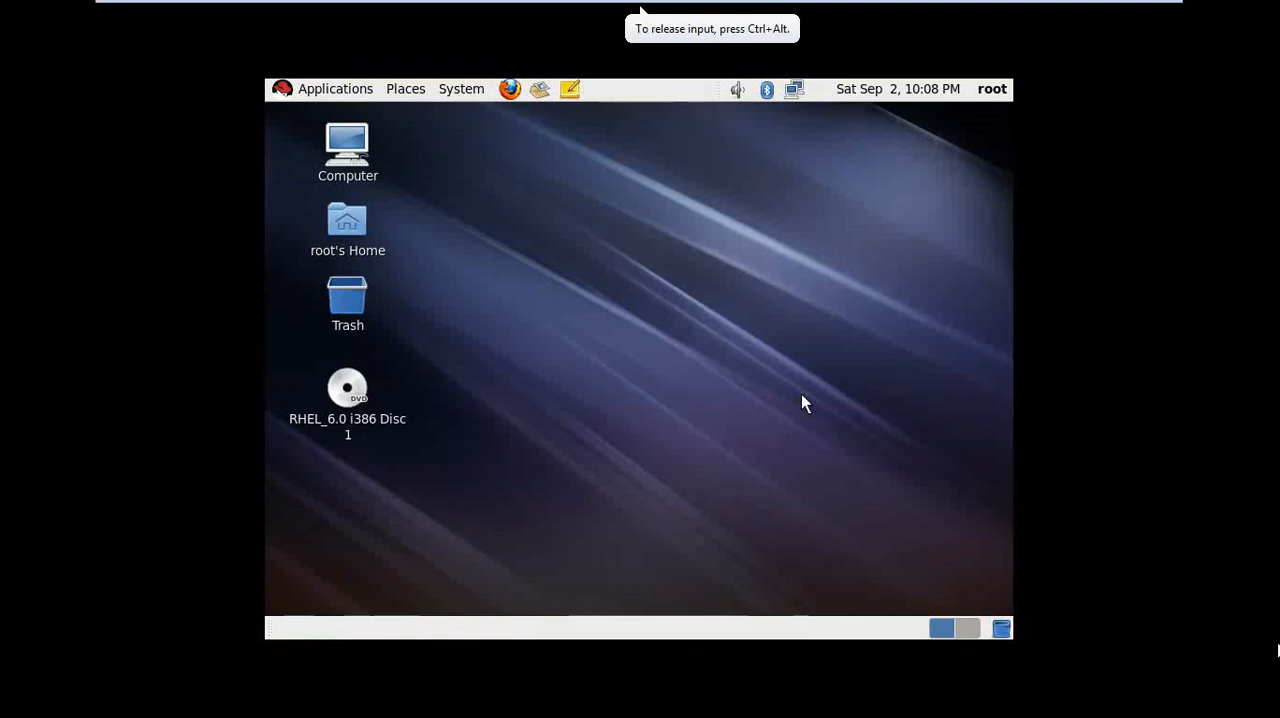 To release input, press Ctrl+Alt.
Applications Places System Sat Sep 2, 10:08 PM root
Computer
root's Home
Trash
DVD
RHEL_6.0 i386 Disc
1